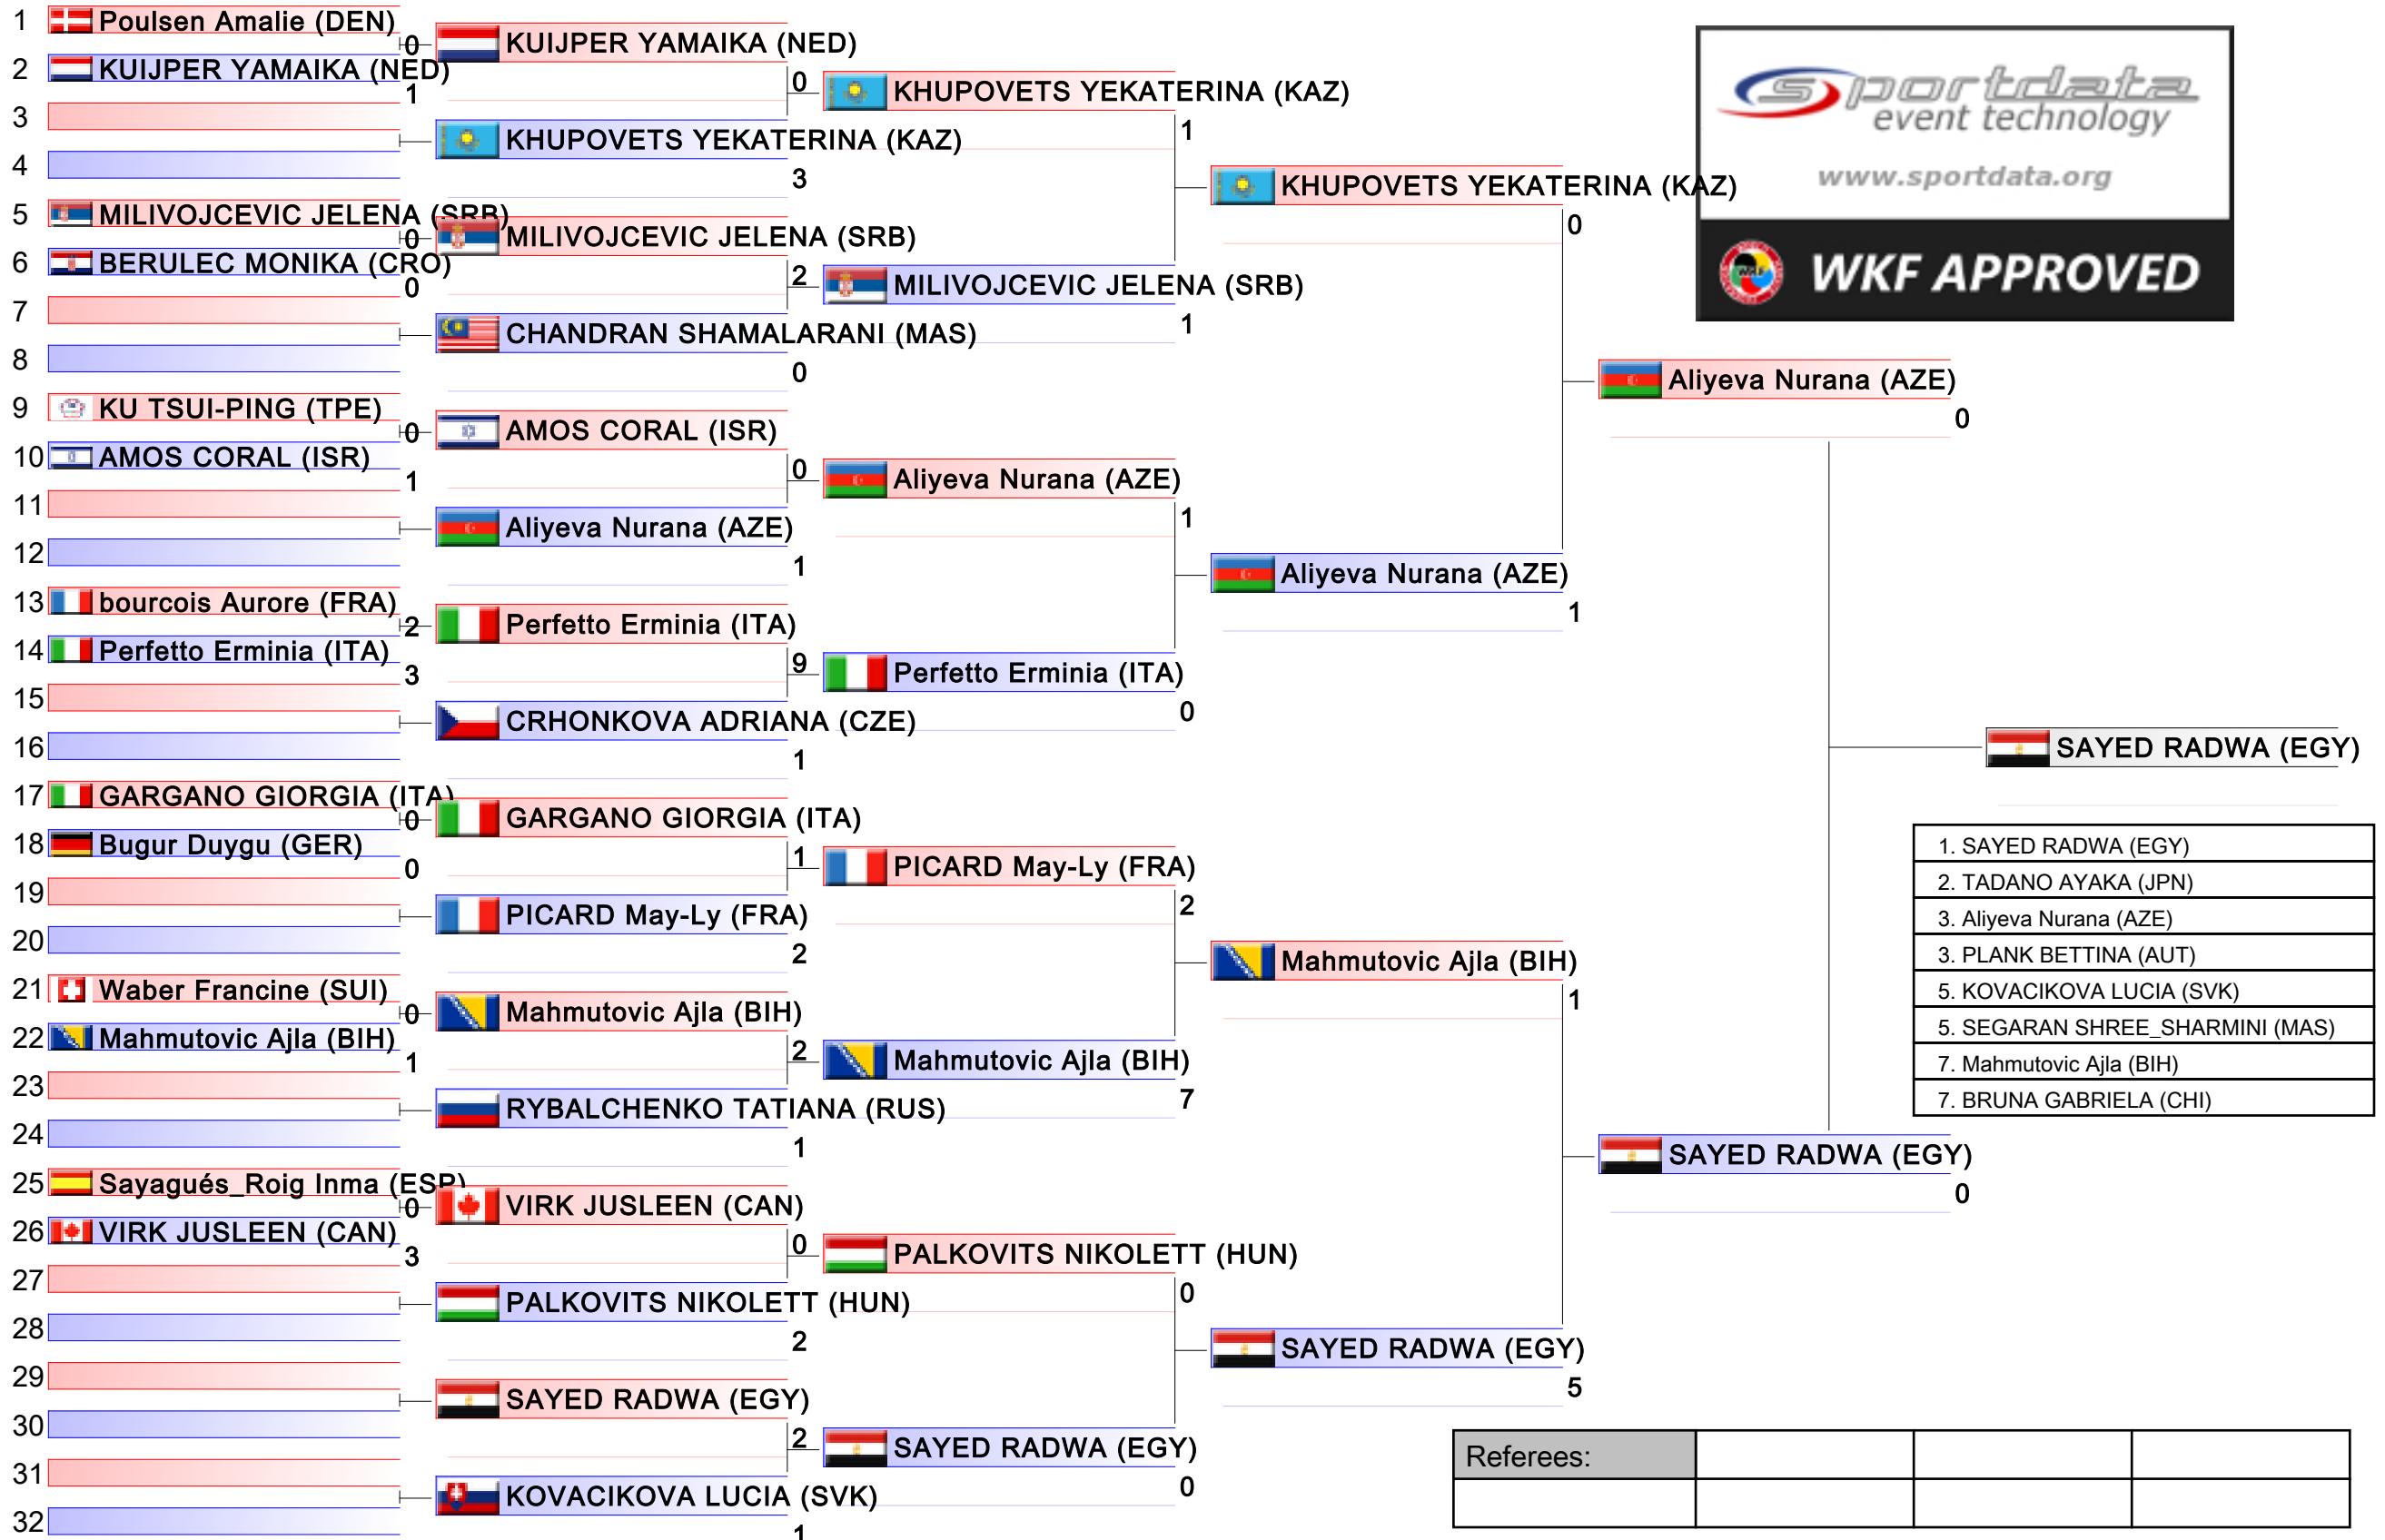 1 Poulsen Amalie (DEN)
0
2 KUIJPER YAMAIKA (NED)
1
3
4
5 MILIVOJCEVIC JELENA (SRB)
0
6 BERULEC MONIKA (CRO)
0
7
8
9 KU TSUI-PING (TPE)
0
10 AMOS CORAL (ISR)
1
11
12
13 bourcois Aurore (FRA)
2
14 Perfetto Erminia (ITA)
3
15
16
17 GARGANO GIORGIA (ITA)
0
18 Bugur Duygu (GER)
0
19
20
21 Waber Francine (SUI)
0
22 Mahmutovic Ajla (BIH)
1
23
24
25 Sayagués_Roig Inma (ESP)
0
26 VIRK JUSLEEN (CAN)
3
27
28
29
30
31
32
KUIJPER YAMAIKA (NED)
0
KHUPOVETS YEKATERINA (KAZ)
3
MILIVOJCEVIC JELENA (SRB)
2
CHANDRAN SHAMALARANI (MAS)
0
AMOS CORAL (ISR)
0
Aliyeva Nurana (AZE)
1
Perfetto Erminia (ITA)
9
CRHONKOVA ADRIANA (CZE)
1
GARGANO GIORGIA (ITA)
1
PICARD May-Ly (FRA)
2
Mahmutovic Ajla (BIH)
2
RYBALCHENKO TATIANA (RUS)
1
VIRK JUSLEEN (CAN)
0
PALKOVITS NIKOLETT (HUN)
2
SAYED RADWA (EGY)
2
KOVACIKOVA LUCIA (SVK)
1
KHUPOVETS YEKATERINA (KAZ)
1
MILIVOJCEVIC JELENA (SRB)
1
Aliyeva Nurana (AZE)
1
Perfetto Erminia (ITA)
0
PICARD May-Ly (FRA)
2
Mahmutovic Ajla (BIH)
7
PALKOVITS NIKOLETT (HUN)
0
SAYED RADWA (EGY)
0
KHUPOVETS YEKATERINA (KAZ)
0
Aliyeva Nurana (AZE)
1
Mahmutovic Ajla (BIH)
1
SAYED RADWA (EGY)
5
Aliyeva Nurana (AZE)
0
SAYED RADWA (EGY)
0
SAYED RADWA (EGY)
sportdata
event technology
www.sportdata.org
WKF APPROVED
1. SAYED RADWA (EGY)
2. TADANO AYAKA (JPN)
3. Aliyeva Nurana (AZE)
3. PLANK BETTINA (AUT)
5. KOVACIKOVA LUCIA (SVK)
5. SEGARAN SHREE_SHARMINI (MAS)
7. Mahmutovic Ajla (BIH)
7. BRUNA GABRIELA (CHI)
Referees: